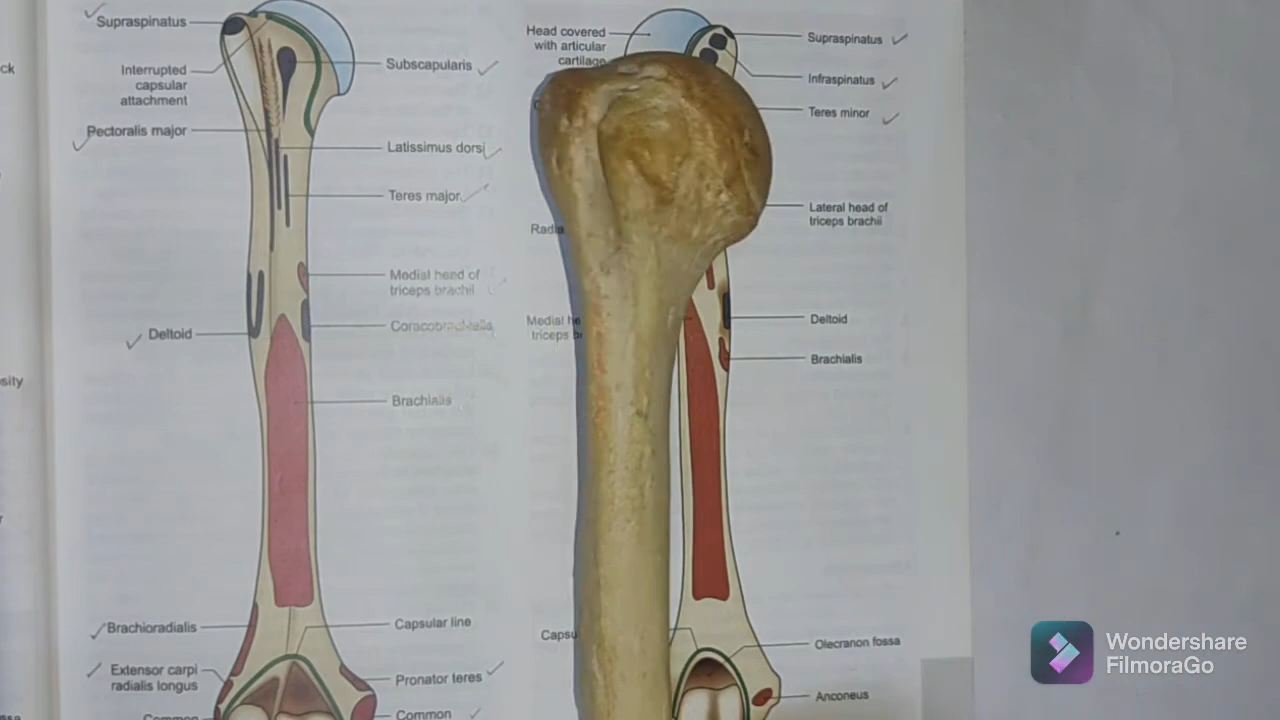 ck
sity
Supraspinatus
Interrupted
capsular
attachment
Pectoralis major
Deltoid
Brachioradialis
Extensor carpi
radialis longus
Common
Subscapularis
Latissimus dorsi
Teres major
Medial head of
triceps brachii
Brachialis
Capsular line
Pronator teres
Common
Head covered
with articular
cartilage
Radia
Medial he
triceps br
Capsu
Supraspinatus
Infraspinatus
Teres minor
Lateral head of
triceps brachii
Deltoid
Brachialis
Olecranon fossa
Anconeus
Wondershare
FilmoraGo